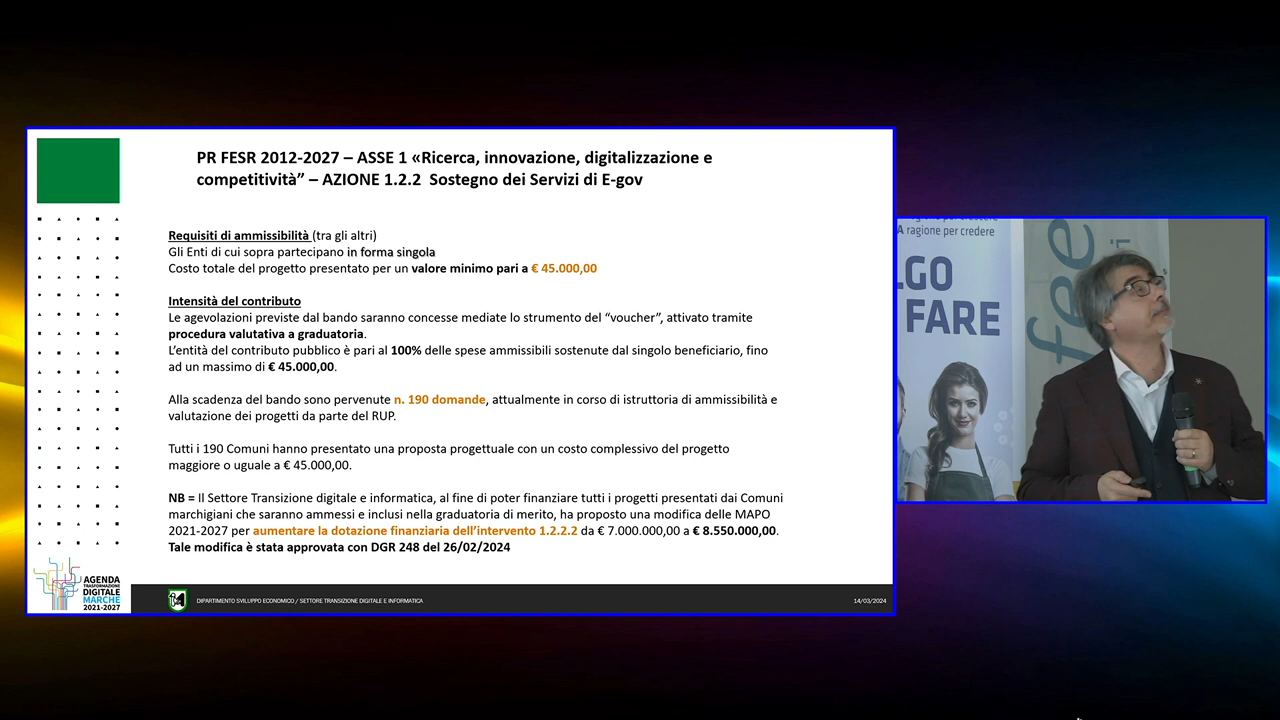 PR FESR 2012-2027 – ASSE 1 «Ricerca, innovazione, digitalizzazione e
competitività” – AZIONE 1.2.2 Sostegno dei Servizi di E-gov
Requisiti di ammissibilità (tra gli altri)
Gli Enti di cui sopra partecipano in forma singola
Costo totale del progetto presentato per un valore minimo pari a € 45.000,00
Intensità del contributo
Le agevolazioni previste dal bando saranno concesse mediate lo strumento del “voucher”, attivato tramite
procedura valutativa a graduatoria.
L’entità del contributo pubblico è pari al 100% delle spese ammissibili sostenute dal singolo beneficiario, fino
ad un massimo di € 45.000,00.
Alla scadenza del bando sono pervenute n. 190 domande, attualmente in corso di istruttoria di ammissibilità e
valutazione dei progetti da parte del RUP.
Tutti i 190 Comuni hanno presentato una proposta progettuale con un costo complessivo del progetto
maggiore o uguale a € 45.000,00.
NB = Il Settore Transizione digitale e informatica, al fine di poter finanziare tutti i progetti presentati dai Comuni
marchigiani che saranno ammessi e inclusi nella graduatoria di merito, ha proposto una modifica delle MAPO
2021-2027 per aumentare la dotazione finanziaria dell’intervento 1.2.2.2 da € 7.000.000,00 a € 8.550.000,00.
Tale modifica è stata approvata con DGR 248 del 26/02/2024
AGENDA
TRASFORMAZIONE
DIGITALE
MARCHE
2021-2027
DIPARTIMENTO SVILUPPO ECONOMICO / SETTORE TRANSIZIONE DIGITALE E INFORMATICA
14/03/2024
A ragione per credere
LGO
FARE
fee